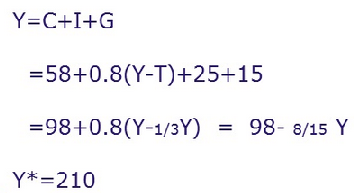 Y=C+I+G
=58+0.8(Y-T)+25+15
=98+0.8(Y-1/3Y) = 98- 8/15 Y
Y*=210